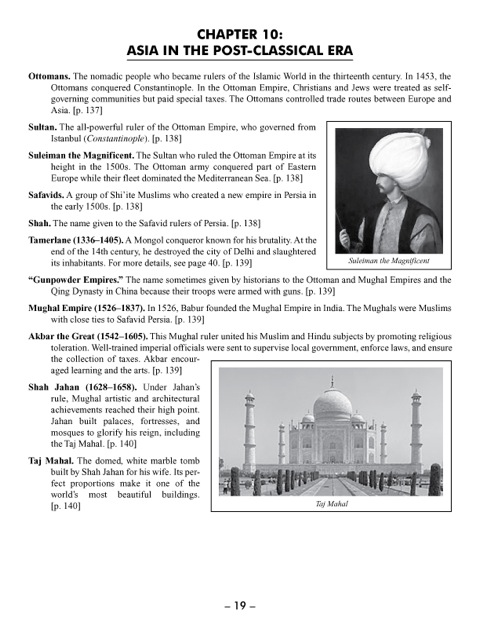 CHAPTER 10:
ASIA IN THE POST-CLASSICAL ERA
Ottomans. The nomadic people who became rulers of the Islamic World in the thirteenth century. In 1453, the
Ottomans conquered Constantinople. In the Ottoman Empire, Christians and Jews were treated as self-
governing communities but paid special taxes. The Ottomans controlled trade routes between Europe and
Asia. [p. 137]
Sultan. The all-powerful ruler of the Ottoman Empire, who governed from
Istanbul (Constantinople). [p. 138]
Suleiman the Magnificent. The Sultan who ruled the Ottoman Empire at its
height in the 1500s. The Ottoman army conquered part of Eastern
Europe while their fleet dominated the Mediterranean Sea. [p. 138]
Safavids. A group of Shi'ite Muslims who created a new empire in Persia in
the early 1500s. [p. 138]
Shah. The name given to the Safavid rulers of Persia. [p. 138]
Tamerlane (1336–1405). A Mongol conqueror known for his brutality. At the
end of the 14th century, he destroyed the city of Delhi and slaughtered
its inhabitants. For more details, see page 40. [p. 139]
Suleiman the Magnificent
"Gunpowder Empires." The name sometimes given by historians to the Ottoman and Mughal Empires and the
Qing Dynasty in China because their troops were armed with guns. [p. 139]
Mughal Empire (1526–1837). In 1526, Babur founded the Mughal Empire in India. The Mughals were Muslims
with close ties to Safavid Persia. [p. 139]
Akbar the Great (1542–1605). This Mughal ruler united his Muslim and Hindu subjects by promoting religious
toleration. Well-trained imperial officials were sent to supervise local government, enforce laws, and ensure
the collection of taxes. Akbar encour-
aged learning and the arts. [p. 139]
Shah Jahan (1628–1658). Under Jahan's
rule, Mughal artistic and architectural
achievements reached their high point.
Jahan built palaces, fortresses, and
mosques to glorify his reign, including
the Taj Mahal. [p. 140]
Taj Mahal. The domed, white marble tomb
built by Shah Jahan for his wife. Its per-
fect proportions make it one of the
world's most beautiful buildings.
[p. 140]
Taj Mahal
– 19 –